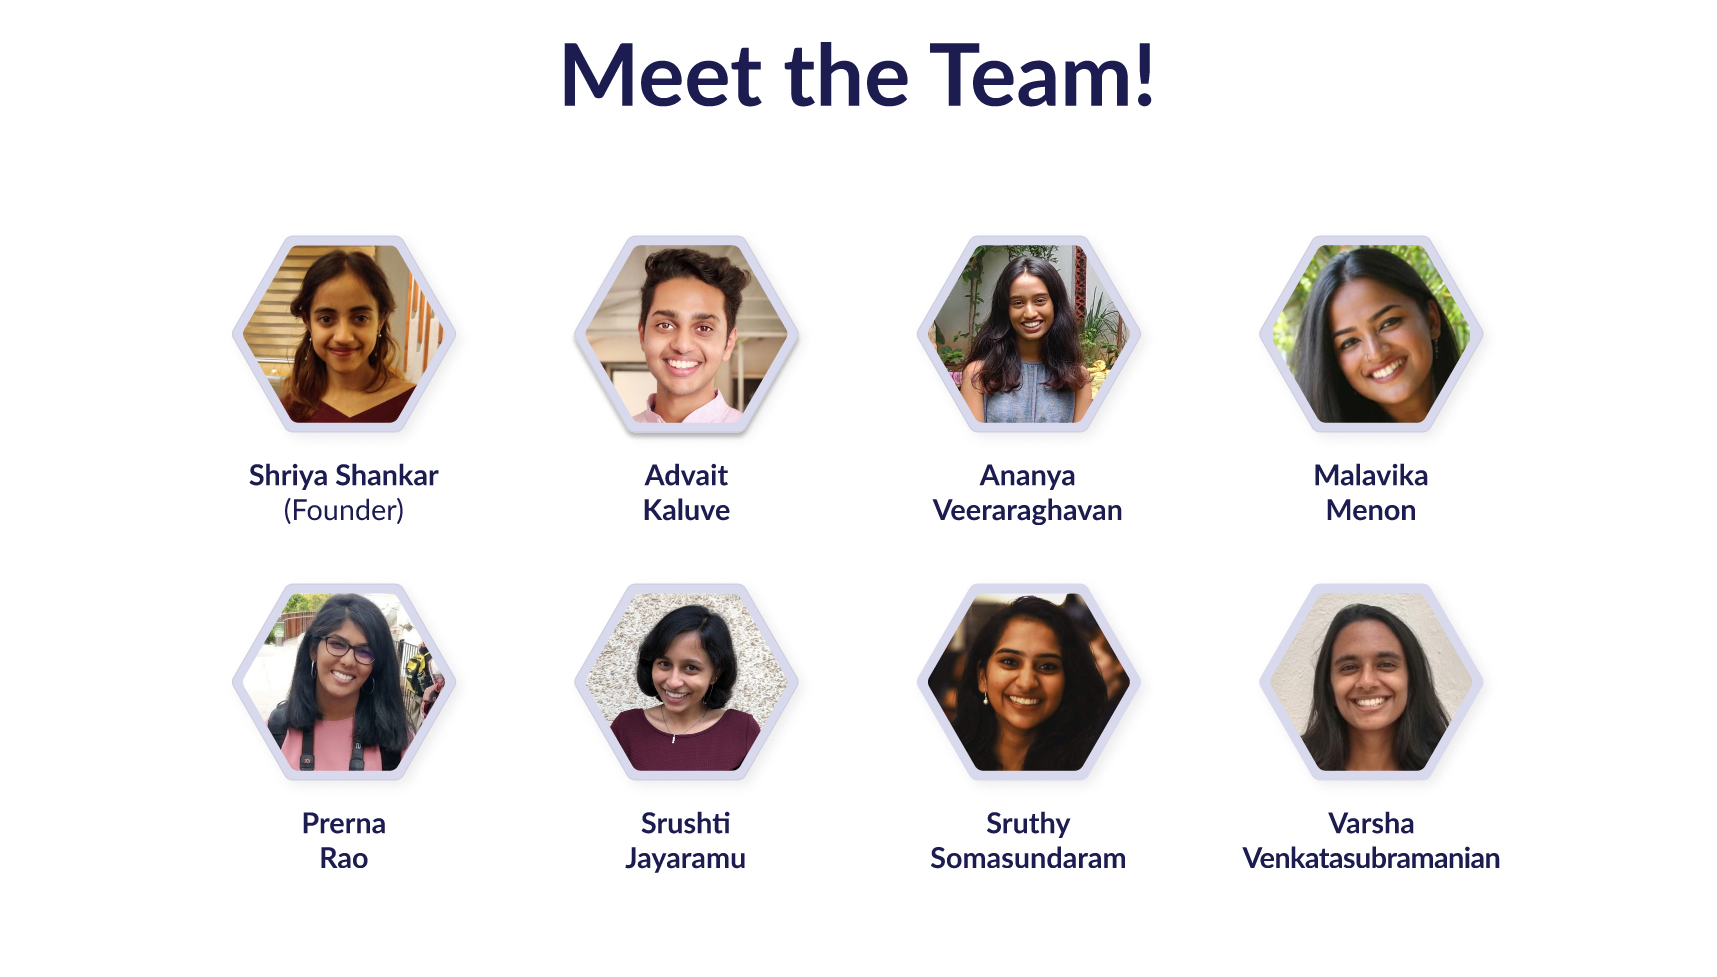 Meet the Team!
Shriya Shankar
(Founder)
Advait
Kaluve
Ananya
Veeraraghavan
Malavika
Menon
Prerna
Rao
Srushti
Jayaramu
Sruthy
Somasundaram
Varsha
Venkatasubramanian